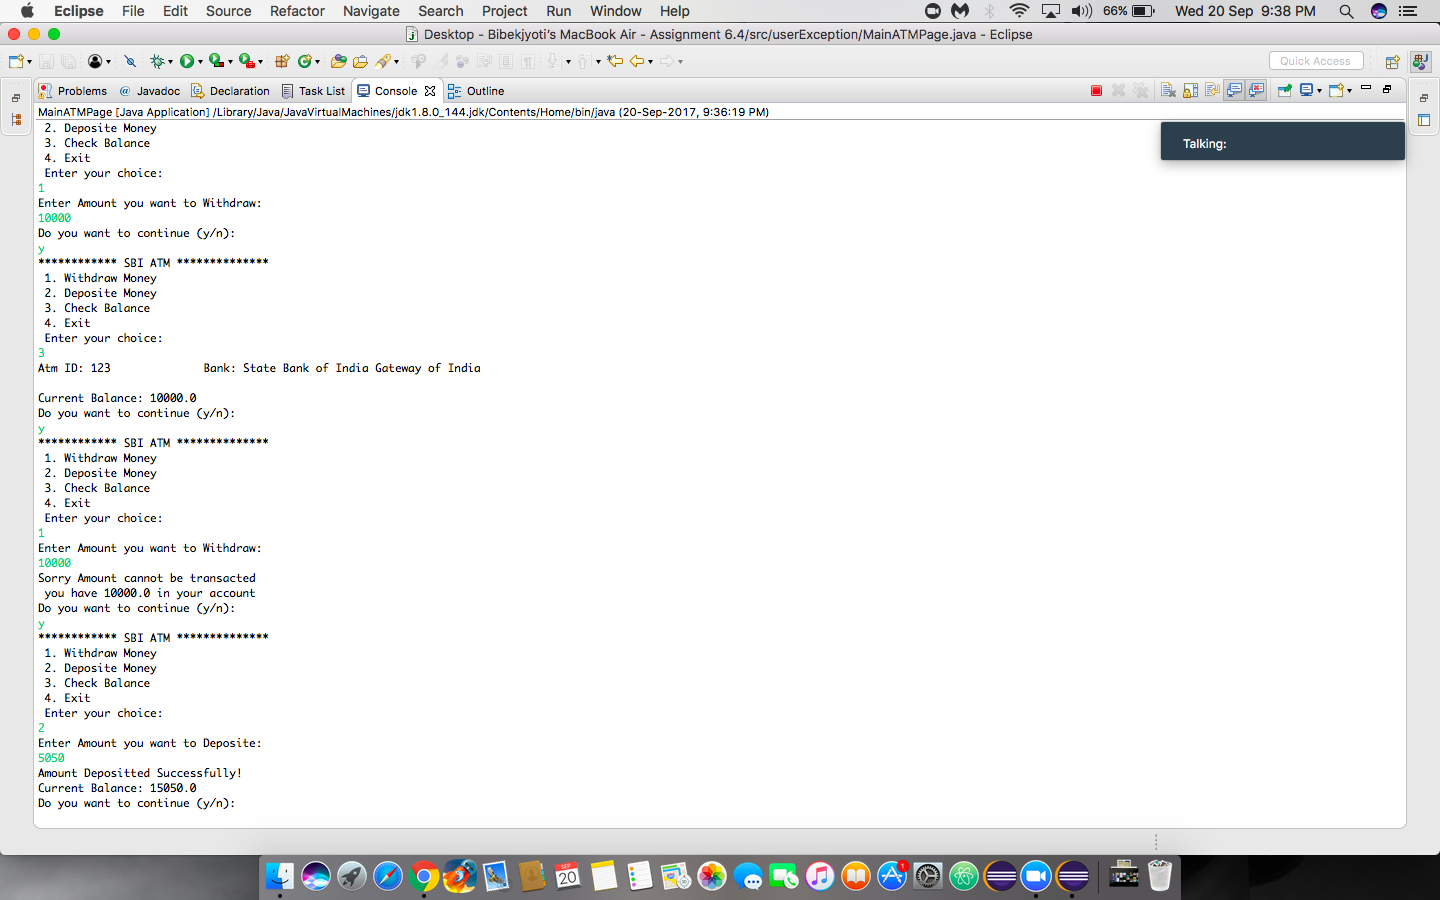 Eclipse File Edit Source Refactor Navigate Search Project Run Window Help 66% Wed 20 Sep 9:38 PM
Desktop - Bibekjyoti's MacBook Air - Assignment 6.4/src/userException/MainATMPage.java - Eclipse
Quick Access
Problems @ Javadoc Declaration Task List Console Outline
MainATMPage [Java Application] /Library/Java/JavaVirtualMachines/jdk1.8.0_144.jdk/Contents/Home/bin/java (20-Sep-2017, 9:36:19 PM)
2. Deposite Money
3. Check Balance
4. Exit
Enter your choice:
1
Enter Amount you want to Withdraw:
10000
Do you want to continue (y/n):
y
************ SBI ATM **************
1. Withdraw Money
2. Deposite Money
3. Check Balance
4. Exit
Enter your choice:
3
Atm ID: 123 Bank: State Bank of India Gateway of India
Current Balance: 10000.0
Do you want to continue (y/n):
y
************ SBI ATM **************
1. Withdraw Money
2. Deposite Money
3. Check Balance
4. Exit
Enter your choice:
1
Enter Amount you want to Withdraw:
10000
Sorry Amount cannot be transacted
you have 10000.0 in your account
Do you want to continue (y/n):
y
************ SBI ATM **************
1. Withdraw Money
2. Deposite Money
3. Check Balance
4. Exit
Enter your choice:
2
Enter Amount you want to Deposite:
5050
Amount Depositted Successfully!
Current Balance: 15050.0
Do you want to continue (y/n):
Talking:
SEP
20
1